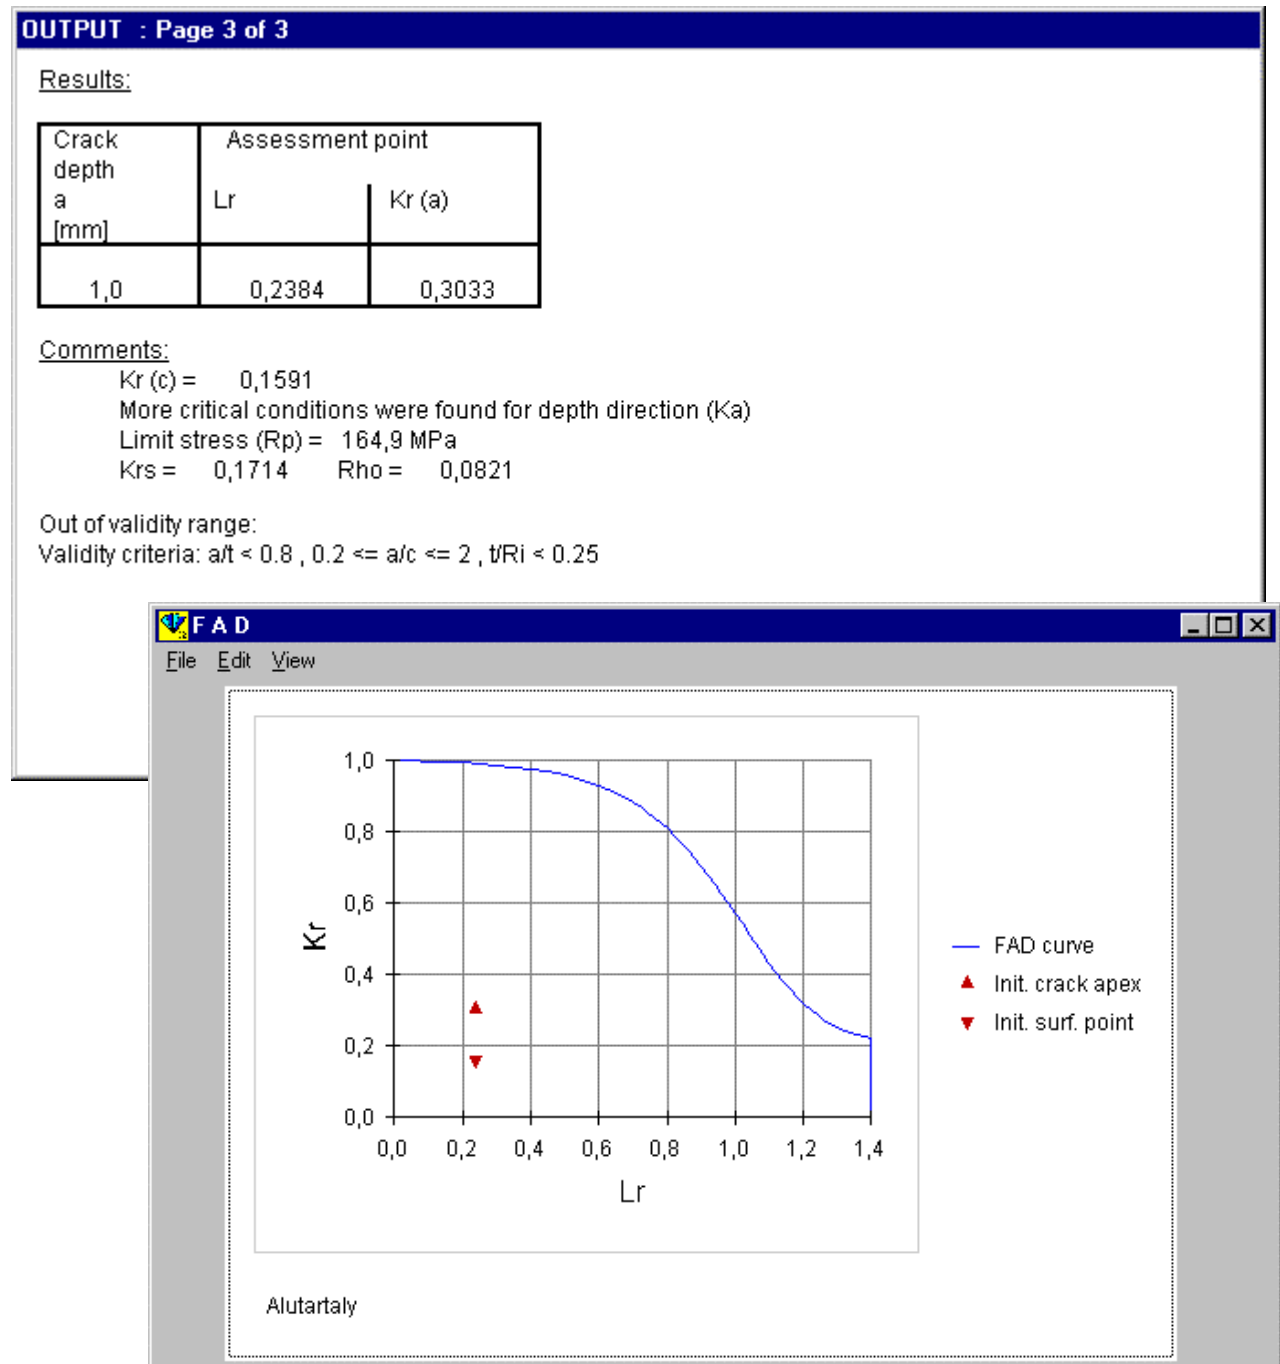 OUTPUT : Page 3 of 3
Results:
Crack Assessment point
depth
a Lr Kr (a)
[mm]
1,0 0,2384 0,3033
Comments:
Kr (c) = 0,1591
More critical conditions were found for depth direction (Ka)
Limit stress (Rp) = 164,9 MPa
Krs = 0,1714 Rho = 0,0821
Out of validity range:
Validity criteria: a/t < 0.8 , 0.2 <= a/c <= 2 , t/Ri < 0.25
F A D
File Edit View
1,0
0,8
0,6
0,4
0,2
0,0
Kr
0,0 0,2 0,4 0,6 0,8 1,0 1,2 1,4
Lr
FAD curve
Init. crack apex
Init. surf. point
Alutartaly